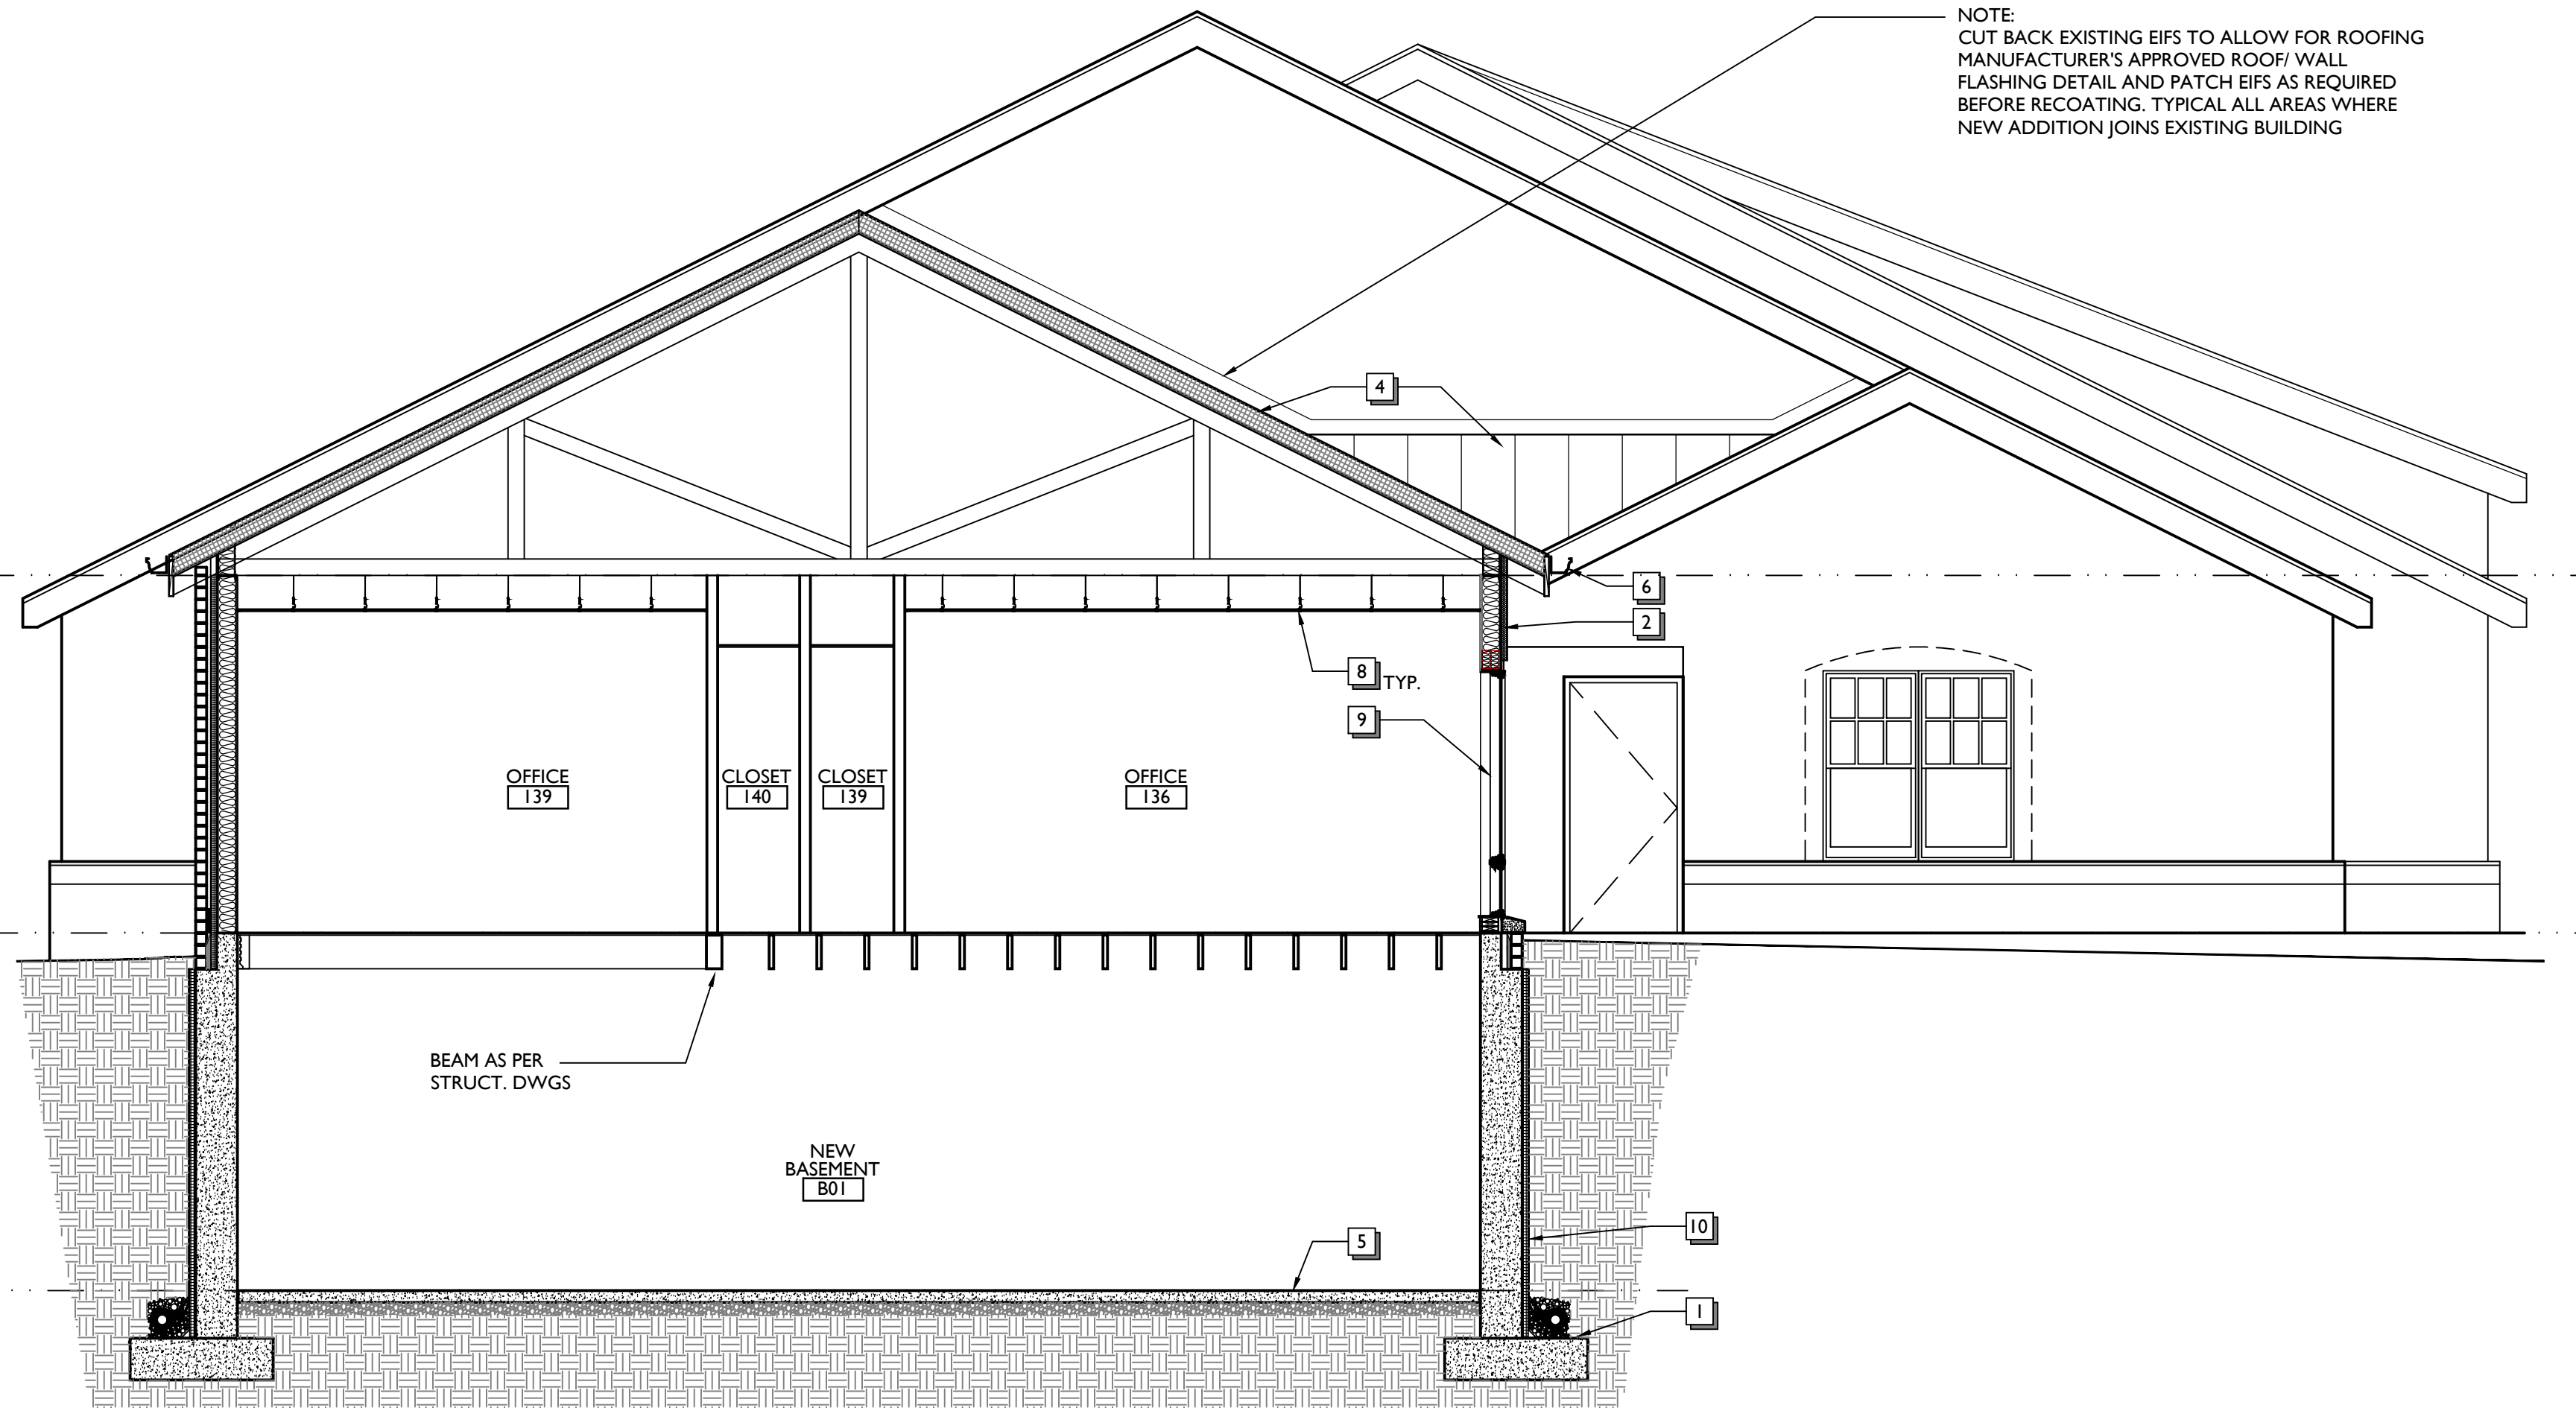 NOTE:
CUT BACK EXISTING EIFS TO ALLOW FOR ROOFING
MANUFACTURER'S APPROVED ROOF/ WALL
FLASHING DETAIL AND PATCH EIFS AS REQUIRED
BEFORE RECOATING. TYPICAL ALL AREAS WHERE
NEW ADDITION JOINS EXISTING BUILDING
4
6
2
8 TYP.
9
OFFICE
139
CLOSET
140
CLOSET
139
OFFICE
136
BEAM AS PER
STRUCT. DWGS
NEW
BASEMENT
B01
10
5
1